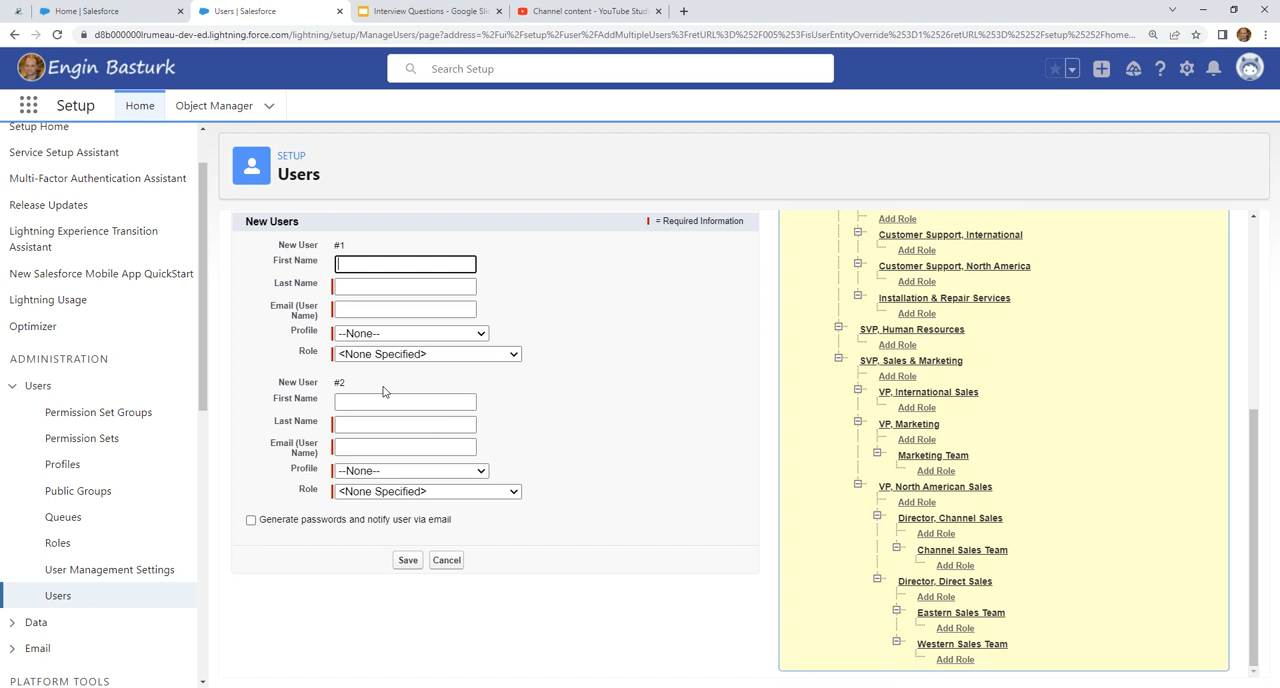 Home | Salesforce
Users | Salesforce
Interview Questions - Google Sli
Channel content - YouTube Studi
d8b000000lrumeau-dev-ed.lightning.force.com/lightning/setup/ManageUsers/page?address=%2Fui%2Fsetup%2Fuser%2FAddMultipleUsers%3FretURL%3D%252F005%253FisUserEntityOverride%253D1%2526retURL%253D%25252Fsetup%25252Fhome...
Engin Basturk
Search Setup
Setup
Home
Object Manager
Setup Home
Service Setup Assistant
Multi-Factor Authentication Assistant
Release Updates
Lightning Experience Transition
Assistant
New Salesforce Mobile App QuickStart
Lightning Usage
Optimizer
ADMINISTRATION
Users
Permission Set Groups
Permission Sets
Profiles
Public Groups
Queues
Roles
User Management Settings
Users
Data
Email
PLATFORM TOOLS
SETUP
Users
New Users
= Required Information
New User #1
First Name
Last Name
Email (User
Name)
Profile --None--
Role <None Specified>
New User #2
First Name
Last Name
Email (User
Name)
Profile --None--
Role <None Specified>
Generate passwords and notify user via email
Save Cancel
Add Role
Customer Support, International
Add Role
Customer Support, North America
Add Role
Installation & Repair Services
Add Role
SVP, Human Resources
Add Role
SVP, Sales & Marketing
Add Role
VP, International Sales
Add Role
VP, Marketing
Add Role
Marketing Team
Add Role
VP, North American Sales
Add Role
Director, Channel Sales
Add Role
Channel Sales Team
Add Role
Director, Direct Sales
Add Role
Eastern Sales Team
Add Role
Western Sales Team
Add Role